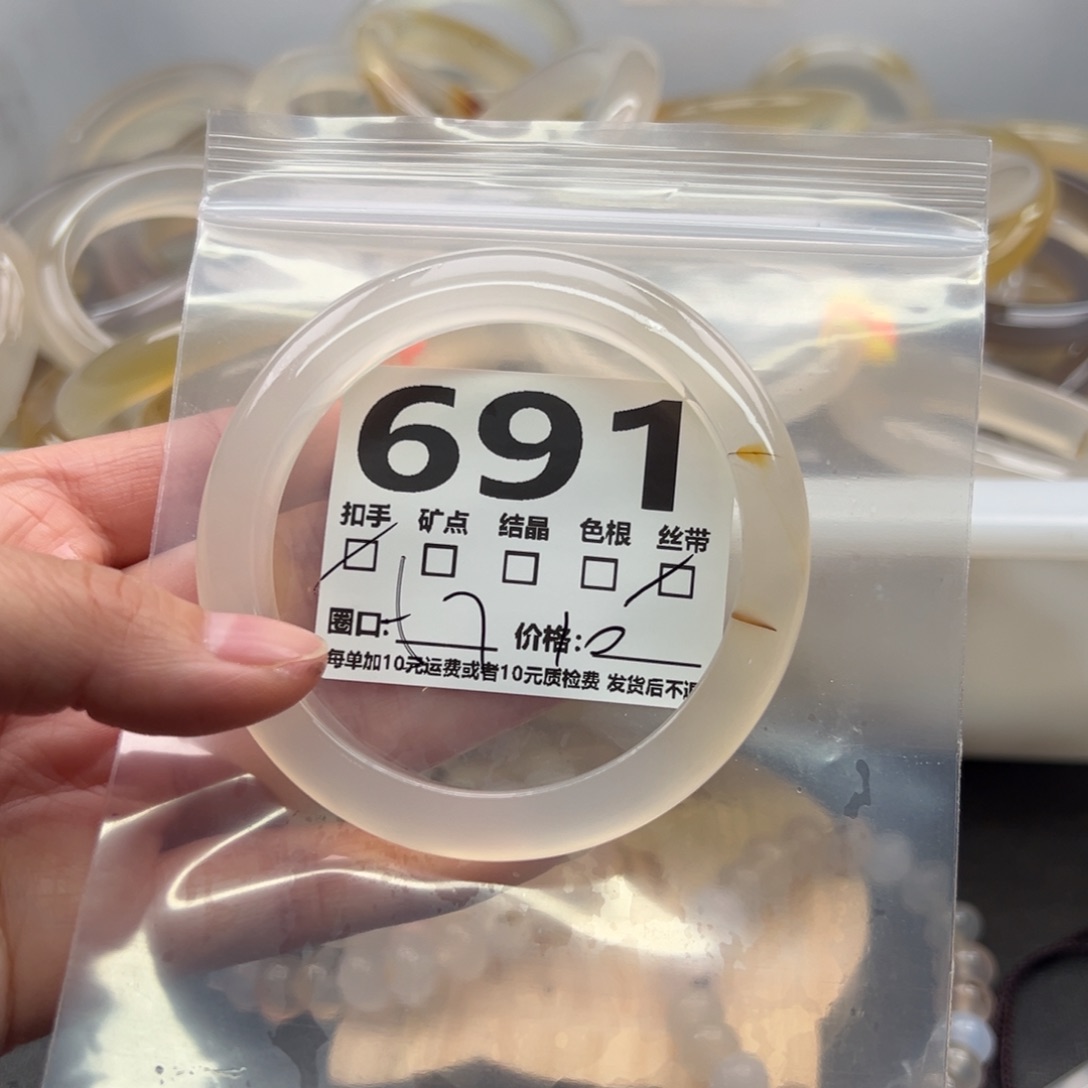 691
扣手 矿点 结晶 色根 丝带
圈口: 价格:
每单加10元运费或者10元质检费 发货后不退